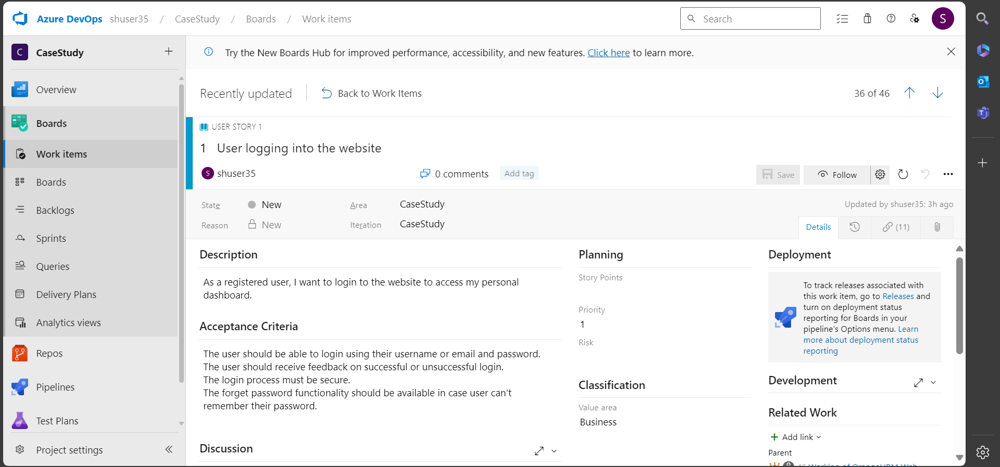 Azure DevOps shuser35 / CaseStudy / Boards / Work items
Search
S
C CaseStudy
Try the New Boards Hub for improved performance, accessibility, and new features. Click here to learn more.
Overview
Boards
Work items
Boards
Backlogs
Sprints
Queries
Delivery Plans
Analytics views
Repos
Pipelines
Test Plans
Project settings
Recently updated
Back to Work Items
36 of 46
USER STORY 1
1 User logging into the website
S shuser35
0 comments
Add tag
Save
Follow
State New
Area CaseStudy
Updated by shuser35: 3h ago
Reason New
Iteration CaseStudy
Details
(11)
Description
As a registered user, I want to login to the website to access my personal
dashboard.
Acceptance Criteria
The user should be able to login using their username or email and password.
The user should receive feedback on successful or unsuccessful login.
The login process must be secure.
The forget password functionality should be available in case user can't
remember their password.
Discussion
Planning
Story Points
Priority
1
Risk
Classification
Value area
Business
Deployment
To track releases associated with
this work item, go to Releases and
turn on deployment status
reporting for Boards in your
pipeline's Options menu. Learn
more about deployment status
reporting
Development
Related Work
Add link
Parent
46 Working of OrangeHRM Web